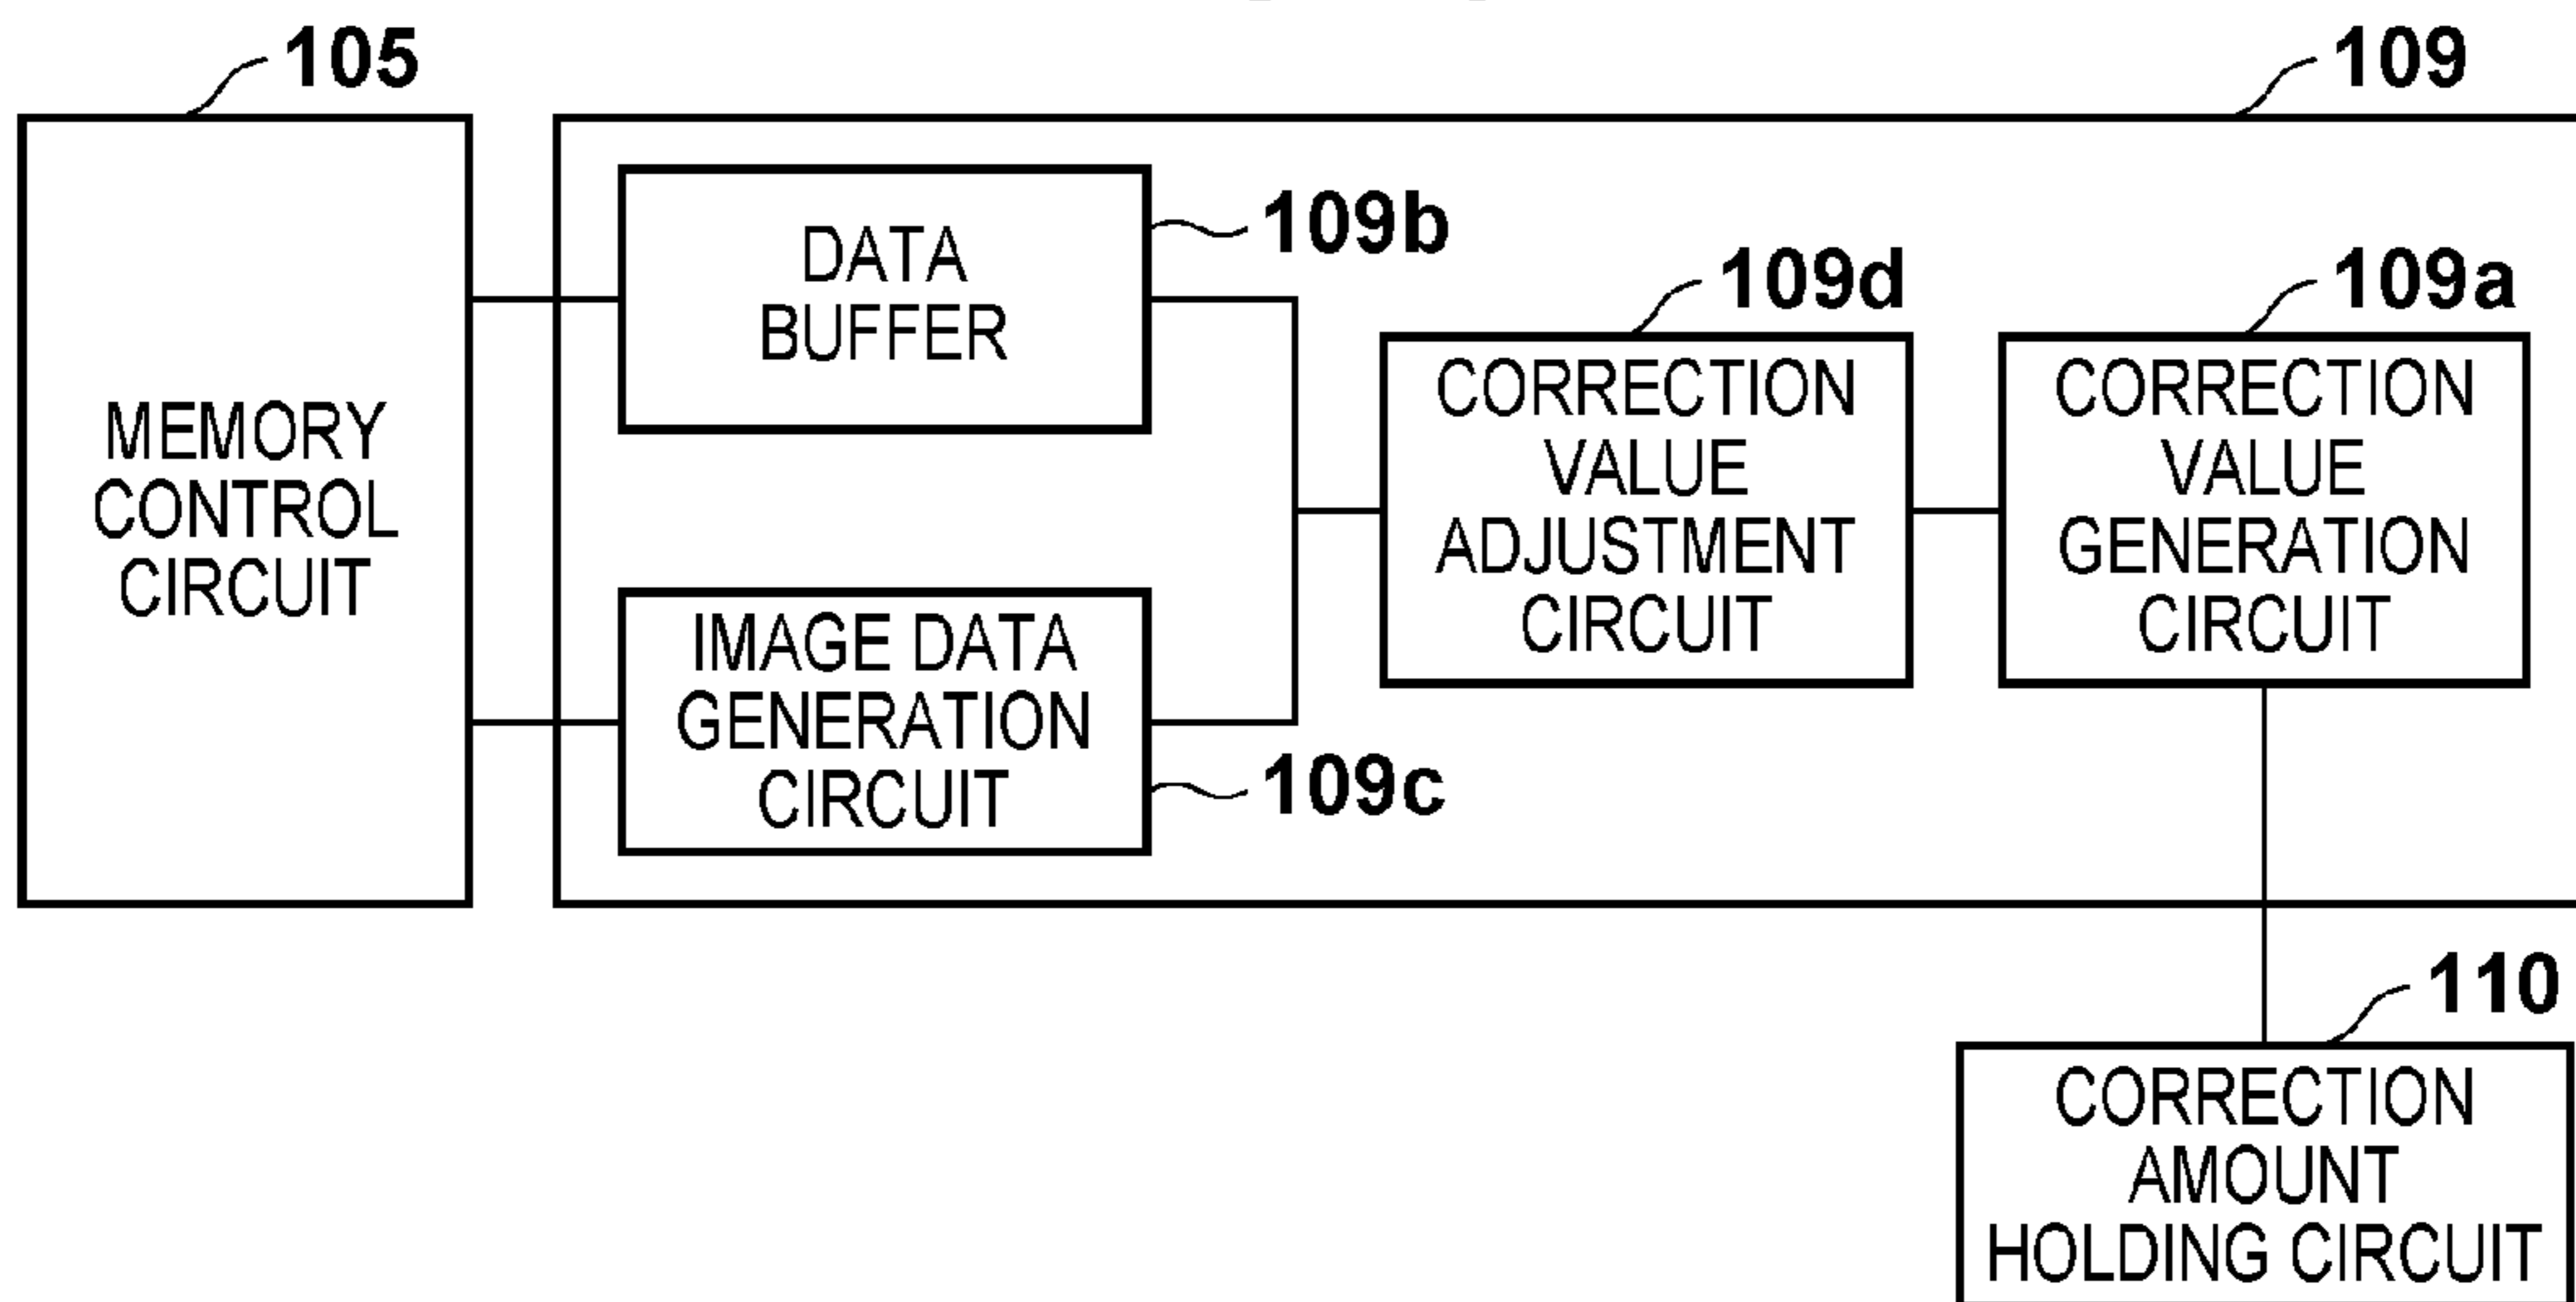 105
109
MEMORY
CONTROL
CIRCUIT
DATA
BUFFER
109b
IMAGE DATA
GENERATION
CIRCUIT
109c
109d
CORRECTION
VALUE
ADJUSTMENT
CIRCUIT
109a
CORRECTION
VALUE
GENERATION
CIRCUIT
110
CORRECTION
AMOUNT
HOLDING CIRCUIT